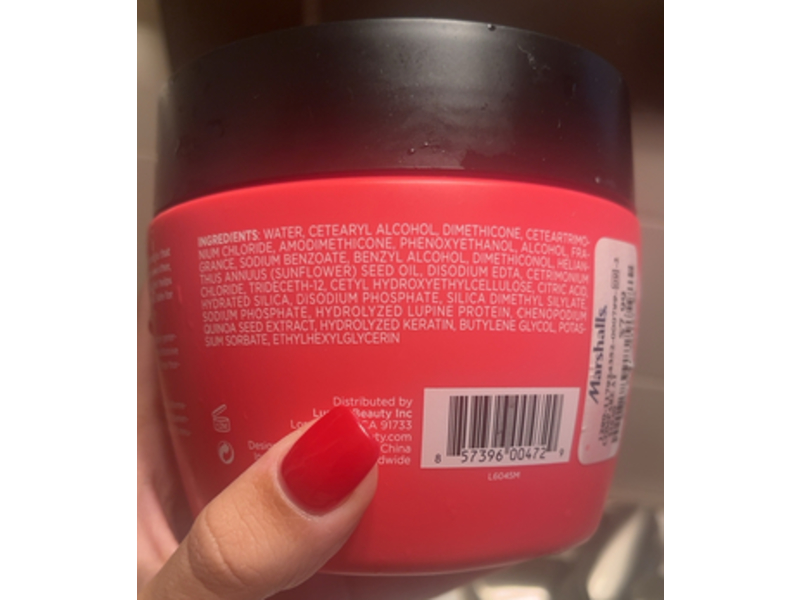 INGREDIENTS: WATER, CETEARYL ALCOHOL, DIMETHICONE, CETEARTRIMO-
NIUM CHLORIDE, AMODIMETHICONE, PHENOXYETHANOL, ALCOHOL, FRA-
GRANCE, SODIUM BENZOATE, BENZYL ALCOHOL, DIMETHICONOL, HELIAN-
THUS ANNUUS (SUNFLOWER) SEED OIL, DISODIUM EDTA, CETRIMONIUM
CHLORIDE, TRIDECETH-12, CETYL HYDROXYETHYLCELLULOSE, CITRIC ACID,
HYDRATED SILICA, DISODIUM PHOSPHATE, SILICA DIMETHYL SILYLATE,
SODIUM PHOSPHATE, HYDROLYZED LUPINE PROTEIN, CHENOPODIUM
QUINOA SEED EXTRACT, HYDROLYZED KERATIN, BUTYLENE GLYCOL, POTAS-
SIUM SORBATE, ETHYLHEXYLGLYCERIN
Distributed by
Beauty Inc
CA 91733
China
8 57396 00472 9
L6045M
Marshalls